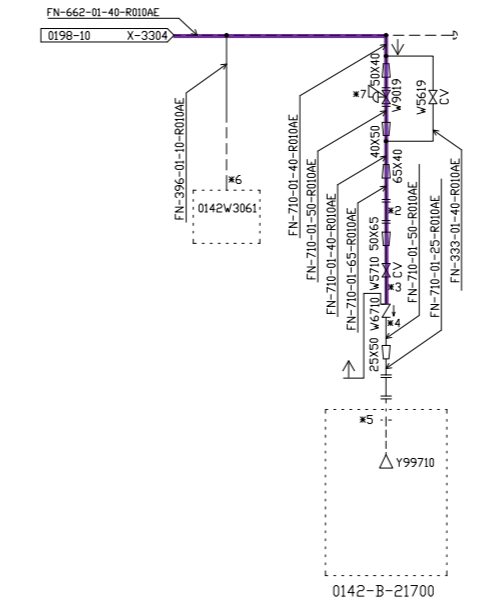 FN-662-01-40-R010AE
0198-10 X-3304
FN-396-01-10-R010AE
*6
0142W3061
FN-710-01-40-R010AE
FN-710-01-50-R010AE
FN-710-01-40-R010AE
FN-710-01-65-R010AE
50X40
*7
W9019
W5619
CV
40X50
65X40
*2
50X65
W5710
CV
*3
W6710
*4
25X50
FN-710-01-50-R010AE
FN-710-01-25-R010AE
FN-333-01-40-R010AE
*5
Y99710
0142-B-21700